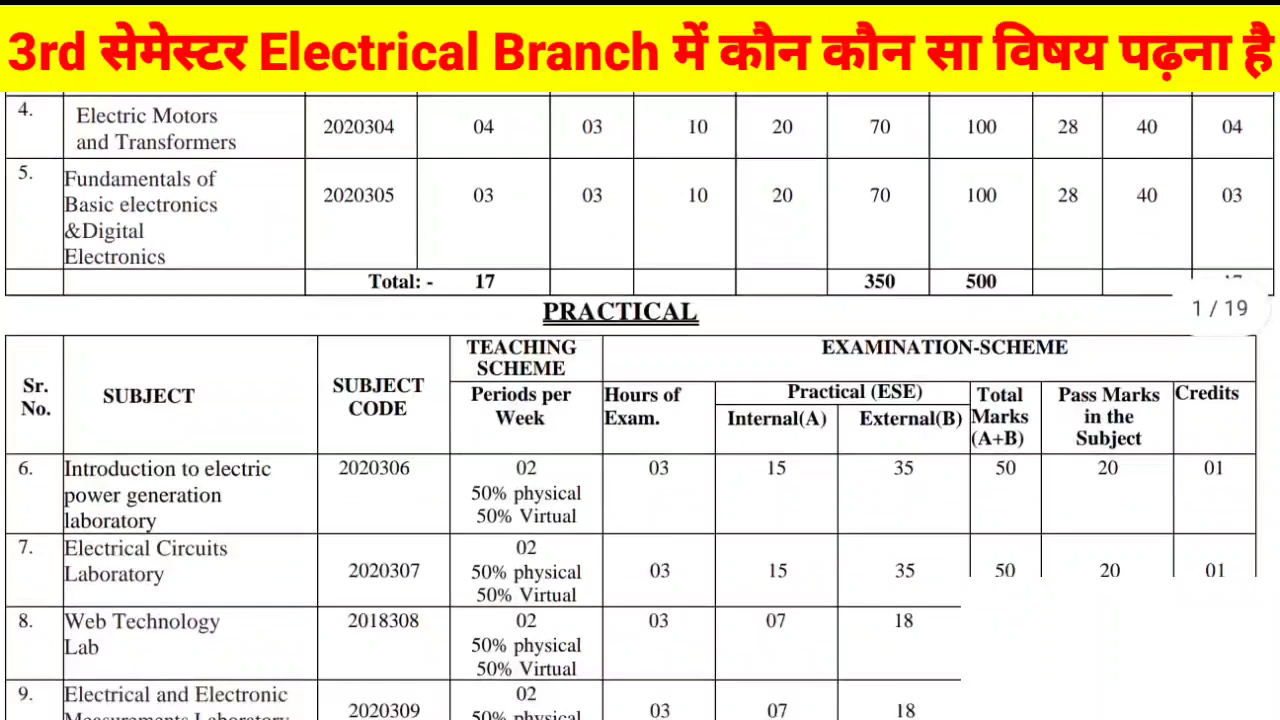 3rd सेमेस्टर Electrical Branch में कौन कौन सा विषय पढ़ना है
4. Electric Motors and Transformers 2020304 04 03 10 20 70 100 28 40 04
5. Fundamentals of Basic electronics &Digital Electronics 2020305 03 03 10 20 70 100 28 40 03
Total: - 17 350 500
1 / 19
PRACTICAL
TEACHING SCHEME EXAMINATION-SCHEME
Sr. No. SUBJECT SUBJECT CODE Periods per Week Hours of Exam. Practical (ESE) Total Marks (A+B) Pass Marks in the Subject Credits
Internal(A) External(B)
6. Introduction to electric power generation laboratory 2020306 02 50% physical 50% Virtual 03 15 35 50 20 01
7. Electrical Circuits Laboratory 2020307 02 50% physical 50% Virtual 03 15 35 50 20 01
8. Web Technology Lab 2018308 02 50% physical 50% Virtual 03 07 18
9. Electrical and Electronic Measurements Laboratory 2020309 02 50% physical 03 07 18